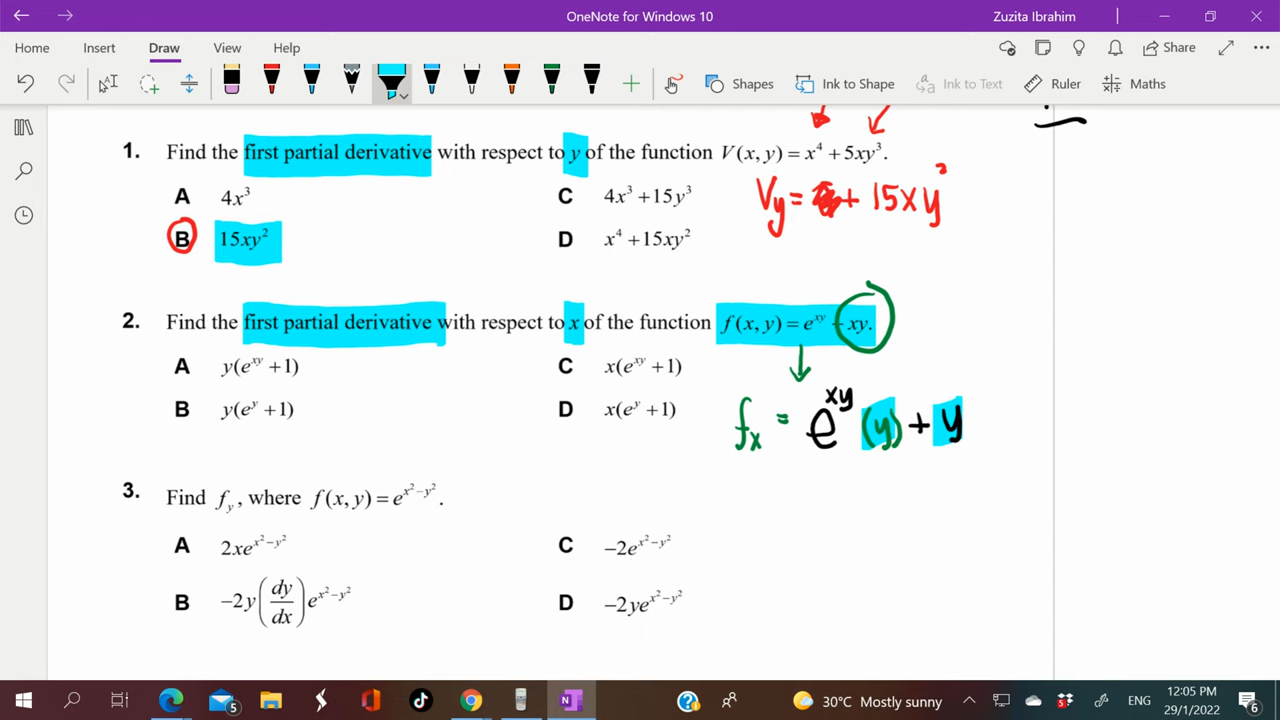 OneNote for Windows 10
Zuzita Ibrahim
Home Insert Draw View Help
Share
Shapes Ink to Shape Ink to Text Ruler Maths
1. Find the first partial derivative with respect to y of the function V(x, y) = x⁴ + 5xy³.
A 4x³ C 4x³ + 15y³
B 15xy² D x⁴ + 15xy²
Vy = + 15xy²
2. Find the first partial derivative with respect to x of the function f(x, y) = e^xy + xy.
A y(e^xy + 1) C x(e^xy + 1)
B y(e^y + 1) D x(e^y + 1)
fx = e^xy (y) + y
3. Find f_y, where f(x, y) = e^(x²−y²).
A 2xe^(x²−y²) C −2e^(x²−y²)
B −2y(dy/dx)e^(x²−y²) D −2ye^(x²−y²)
5
30°C Mostly sunny
5
ENG
12:05 PM
29/1/2022
6